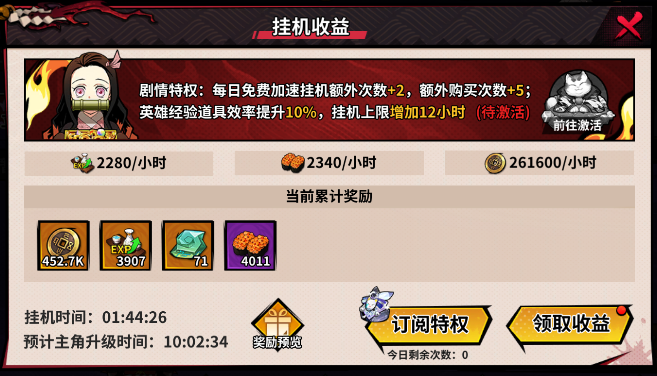 挂机收益
剧情特权：每日免费加速挂机额外次数+2，额外购买次数+5；
英雄经验道具效率提升10%，挂机上限增加12小时 (待激活)
前往激活
EXP 2280/小时
2340/小时
261600/小时
当前累计奖励
452.7K
EXP
3907
71
4011
挂机时间：01:44:26
预计主角升级时间：10:02:34
奖励预览
订阅特权
今日剩余次数：0
领取收益